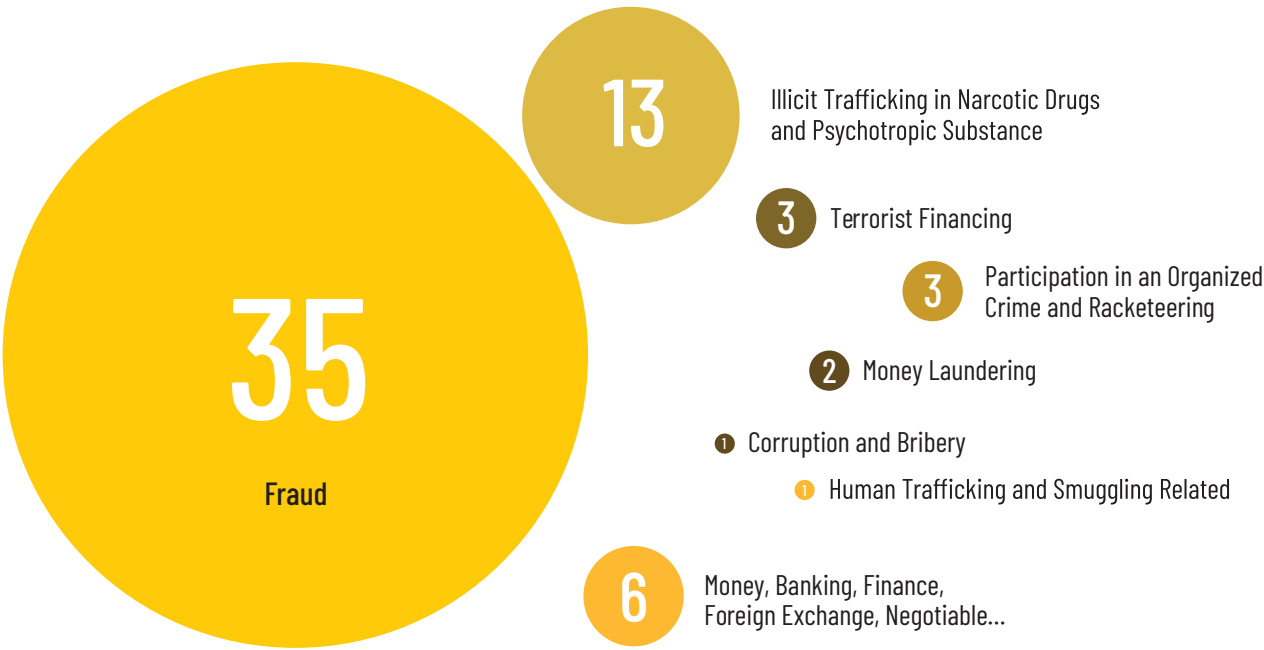 13
Illicit Trafficking in Narcotic Drugs
and Psychotropic Substance
3
Terrorist Financing
3
Participation in an Organized
Crime and Racketeering
35
Fraud
2
Money Laundering
1
Corruption and Bribery
1
Human Trafficking and Smuggling Related
6
Money, Banking, Finance,
Foreign Exchange, Negotiable...